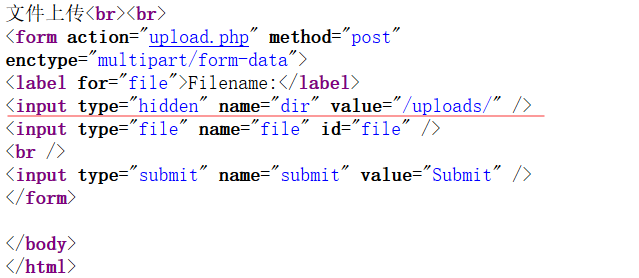 文件上传<br><br>
<form action="upload.php" method="post"
enctype="multipart/form-data">
<label for="file">Filename:</label>
<input type="hidden" name="dir" value="/uploads/" />
<input type="file" name="file" id="file" />
<br />
<input type="submit" name="submit" value="Submit" />
</form>
</body>
</html>